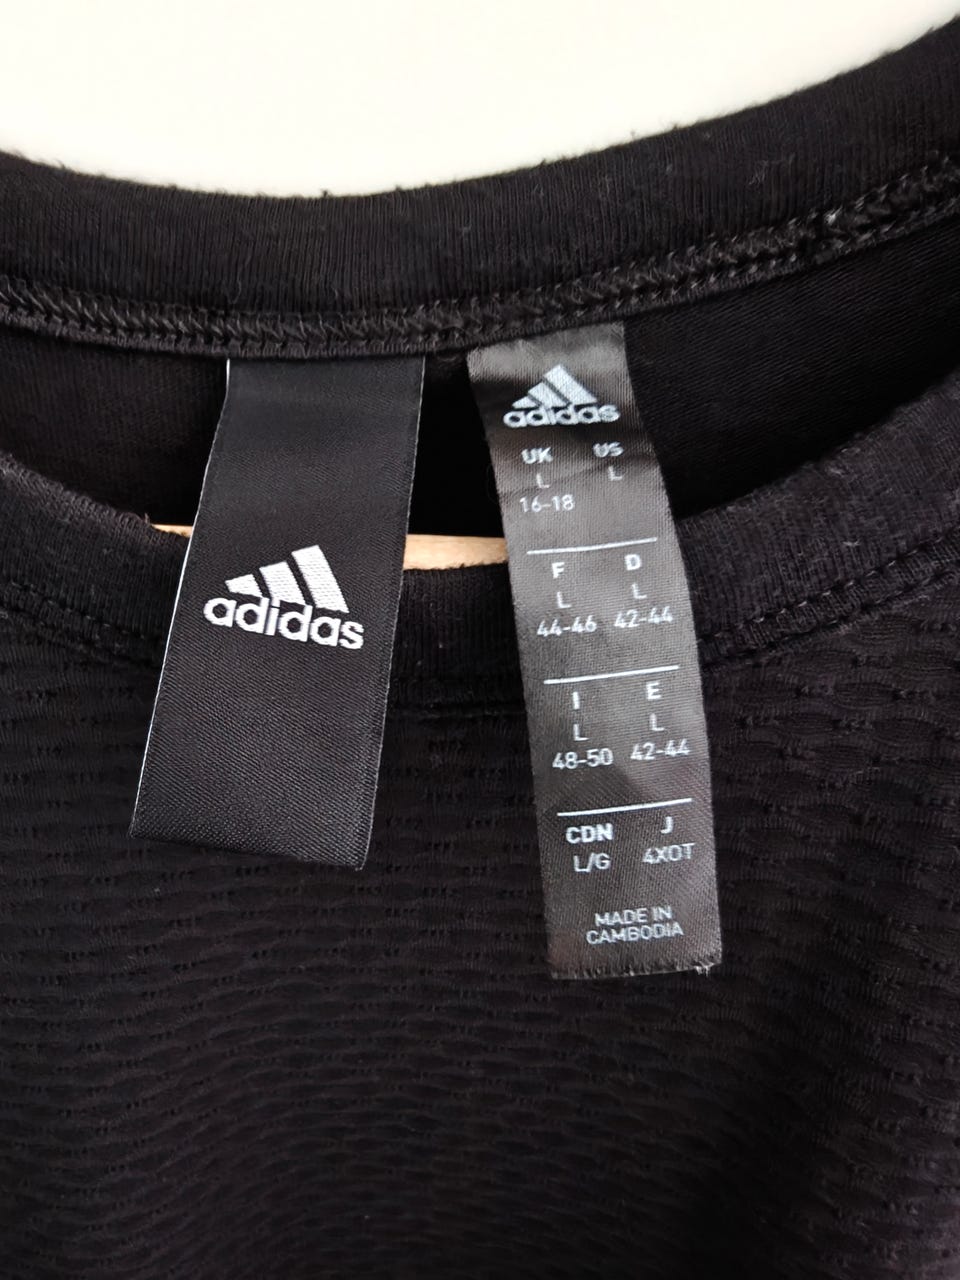 adidas
adidas
UK US
L L
16-18
F D
L L
44-46 42-44
I E
L L
48-50 42-44
CDN J
L/G 4XOT
MADE IN
CAMBODIA